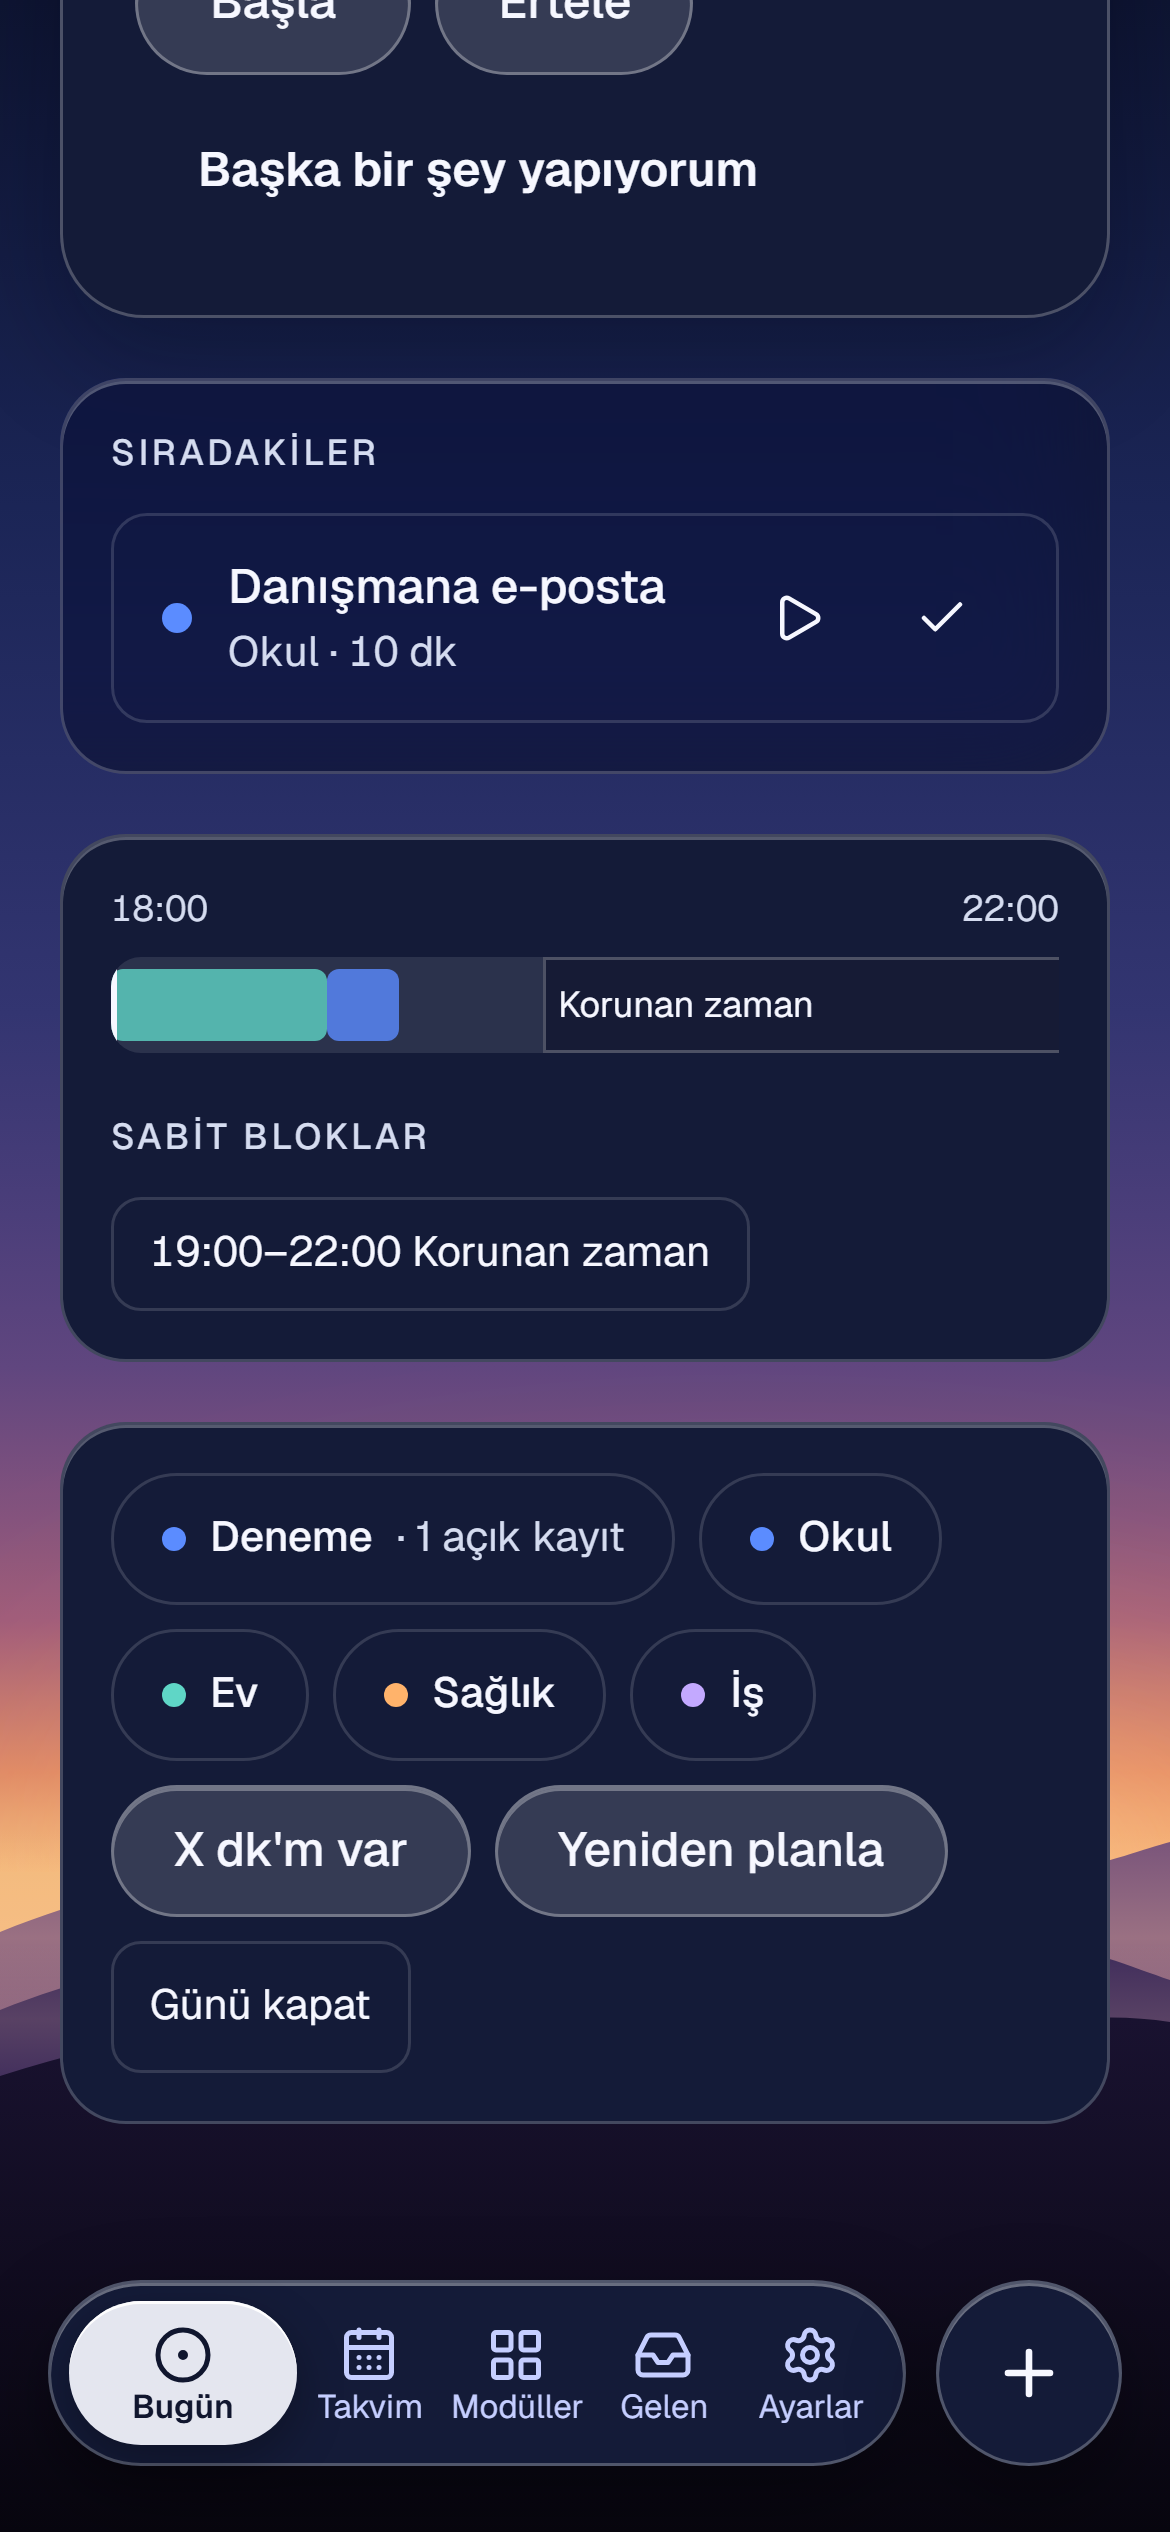 Başla
Ertele
Başka bir şey yapıyorum
SIRADAKİLER
Danışmana e-posta
Okul · 10 dk
18:00
22:00
Korunan zaman
SABİT BLOKLAR
19:00–22:00 Korunan zaman
Deneme · 1 açık kayıt
Okul
Ev
Sağlık
İş
X dk'm var
Yeniden planla
Günü kapat
Bugün
Takvim
Modüller
Gelen
Ayarlar